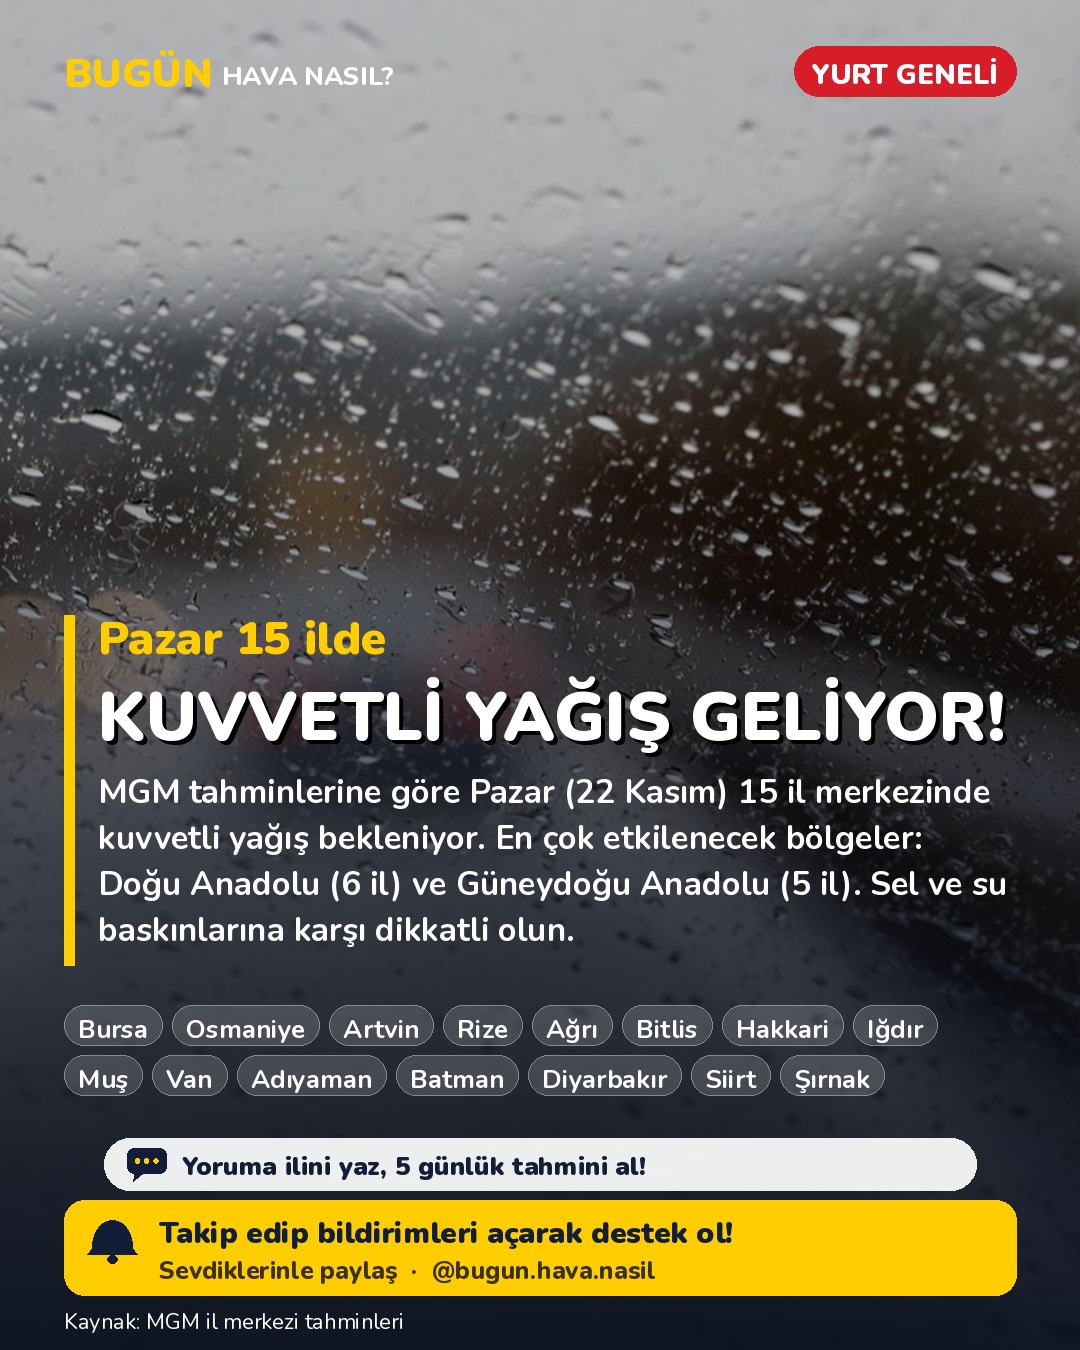 BUGÜN HAVA NASIL?
YURT GENELİ
Pazar 15 ilde
KUVVETLİ YAĞIŞ GELİYOR!
MGM tahminlerine göre Pazar (22 Kasım) 15 il merkezinde
kuvvetli yağış bekleniyor. En çok etkilenecek bölgeler:
Doğu Anadolu (6 il) ve Güneydoğu Anadolu (5 il). Sel ve su
baskınlarına karşı dikkatli olun.
Bursa Osmaniye Artvin Rize Ağrı Bitlis Hakkari Iğdır
Muş Van Adıyaman Batman Diyarbakır Siirt Şırnak
Yoruma ilini yaz, 5 günlük tahmini al!
Takip edip bildirimleri açarak destek ol!
Sevdiklerinle paylaş · @bugun.hava.nasil
Kaynak: MGM il merkezi tahminleri